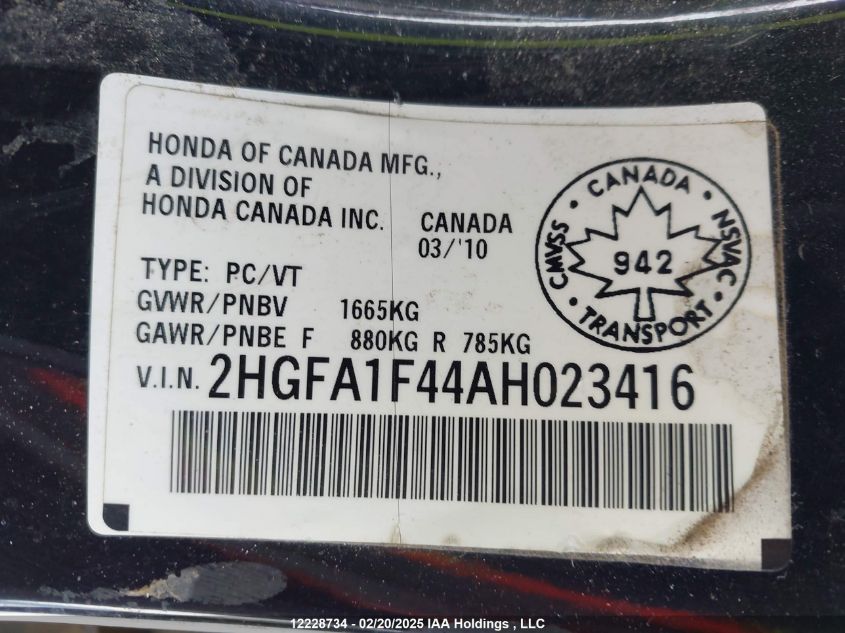 HONDA OF CANADA MFG.,
A DIVISION OF
HONDA CANADA INC. CANADA
03/'10
TYPE: PC/VT
GVWR/PNBV 1665KG
GAWR/PNBE F 880KG R 785KG
V.I.N. 2HGFA1F44AH023416
CMVSS • CANADA • NSVAC • TRANSPORT •
942
12228734 - 02/20/2025 IAA Holdings , LLC